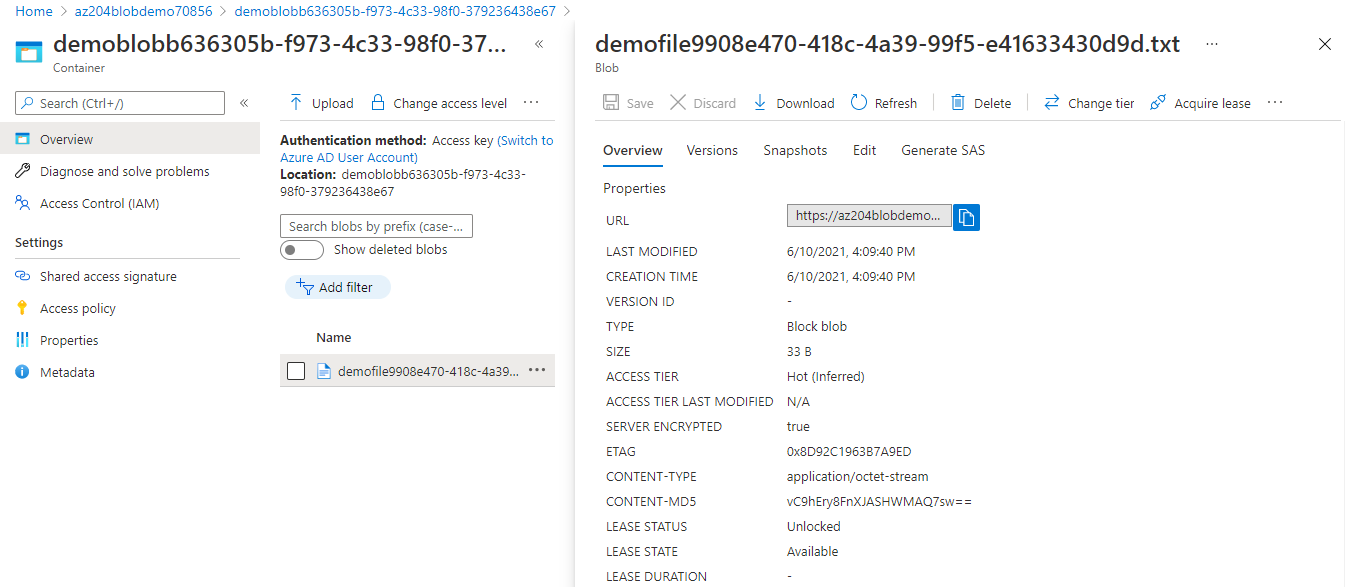 Home > az204blobdemo70856 > demoblobb636305b-f973-4c33-98f0-379236438e67 >
demoblobb636305b-f973-4c33-98f0-37...
Container
Search (Ctrl+/)
Overview
Diagnose and solve problems
Access Control (IAM)
Settings
Shared access signature
Access policy
Properties
Metadata
Upload Change access level ...
Authentication method: Access key (Switch to
Azure AD User Account)
Location: demoblobb636305b-f973-4c33-
98f0-379236438e67
Search blobs by prefix (case-...
Show deleted blobs
Add filter
Name
demofile9908e470-418c-4a39... ...
demofile9908e470-418c-4a39-99f5-e41633430d9d.txt ...
Blob
Save Discard Download Refresh Delete Change tier Acquire lease ...
Overview Versions Snapshots Edit Generate SAS
Properties
URL https://az204blobdemo...
LAST MODIFIED 6/10/2021, 4:09:40 PM
CREATION TIME 6/10/2021, 4:09:40 PM
VERSION ID -
TYPE Block blob
SIZE 33 B
ACCESS TIER Hot (Inferred)
ACCESS TIER LAST MODIFIED N/A
SERVER ENCRYPTED true
ETAG 0x8D92C1963B7A9ED
CONTENT-TYPE application/octet-stream
CONTENT-MD5 vC9hEry8FnXJASHWMAQ7sw==
LEASE STATUS Unlocked
LEASE STATE Available
LEASE DURATION -